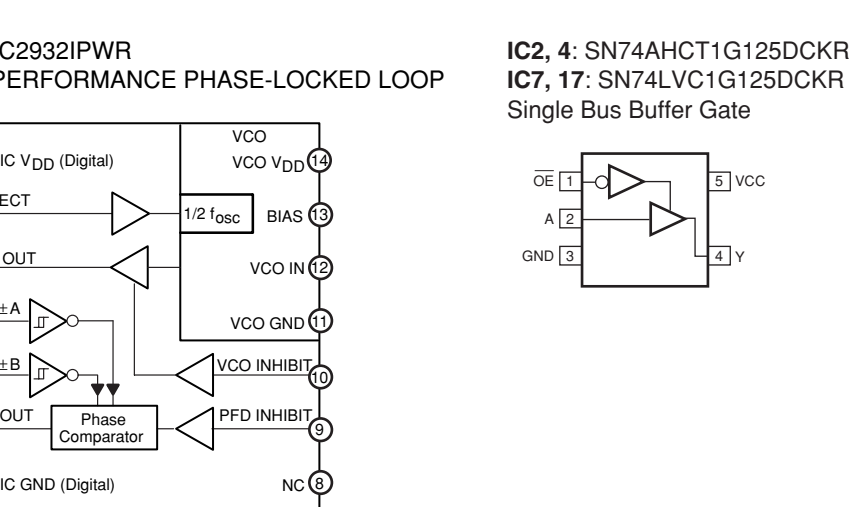 C2932IPWR
PERFORMANCE PHASE-LOCKED LOOP
VCO
IC VDD (Digital)
VCO VDD 14
ECT
1/2 fosc
BIAS 13
OUT
VCO IN 12
±A
VCO GND 11
±B
VCO INHIBIT
10
OUT
Phase
Comparator
PFD INHIBIT
9
IC GND (Digital)
NC 8
IC2, 4: SN74AHCT1G125DCKR
IC7, 17: SN74LVC1G125DCKR
Single Bus Buffer Gate
OE 1
5 VCC
A 2
GND 3
4 Y